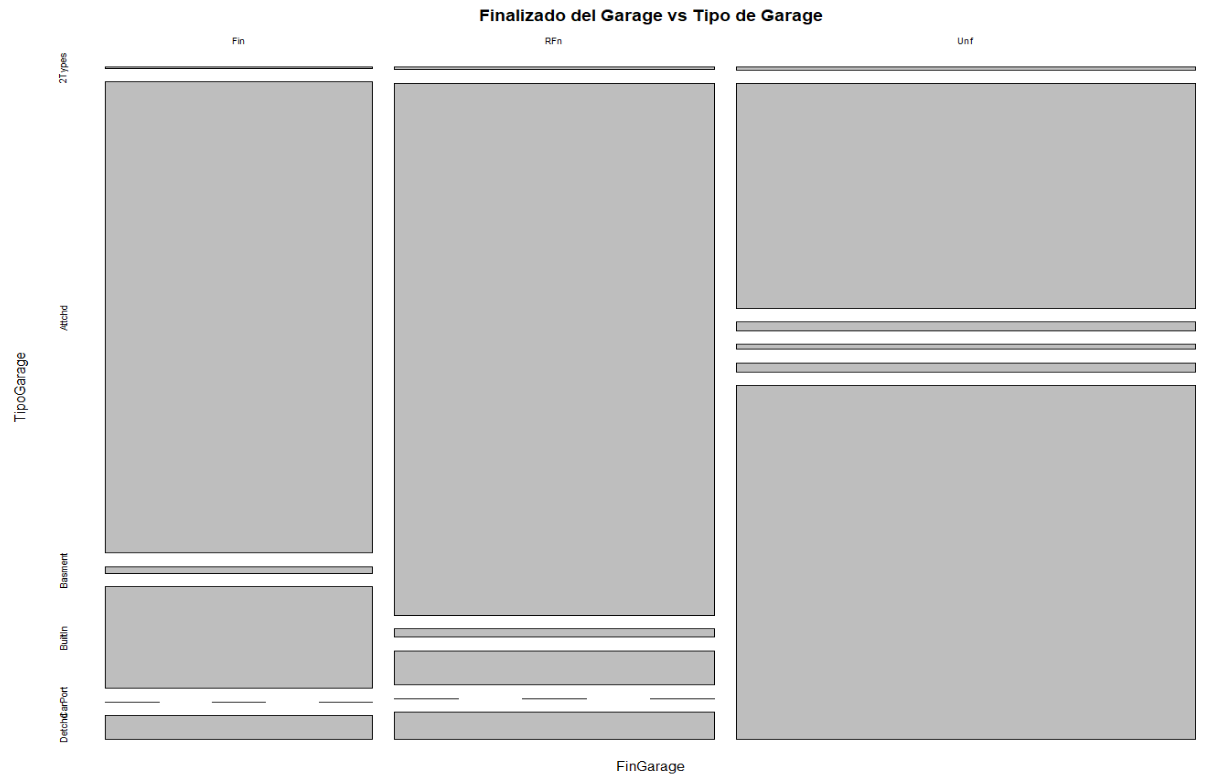 Finalizado del Garage vs Tipo de Garage
Fin
RFn
Unf
2Types
Attchd
Basment
BuiltIn
CarPort
Detchd
TipoGarage
FinGarage